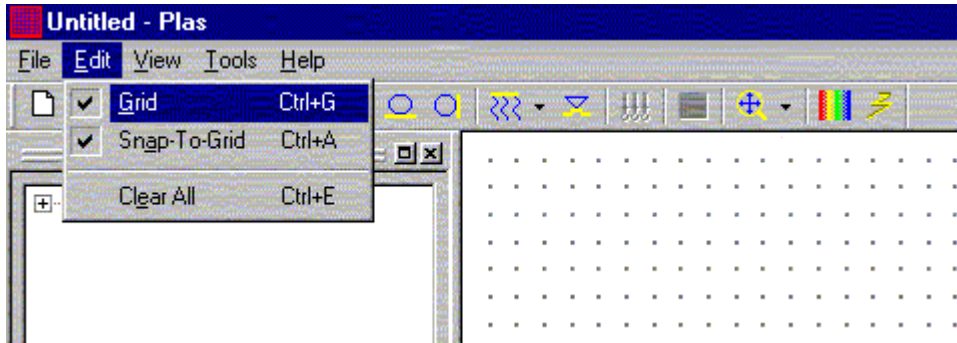 Untitled - Plas
File Edit View Tools Help
Grid Ctrl+G
Snap-To-Grid Ctrl+A
Clear All Ctrl+E